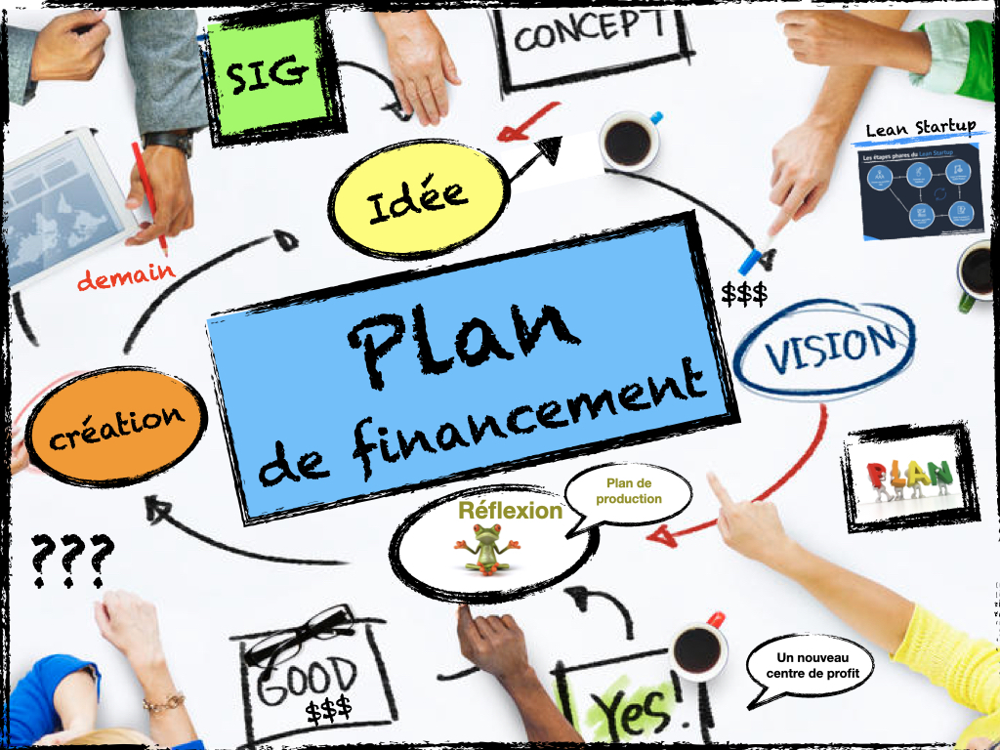 CONCEPT
SIG
Lean Startup
Les étapes phares du Lean Startup
Idée
demain
$$$
Plan
de financement
VISION
création
PLAN
Plan de
production
Réflexion
???
Un nouveau
centre de profit
GOOD
$$$
Yes!